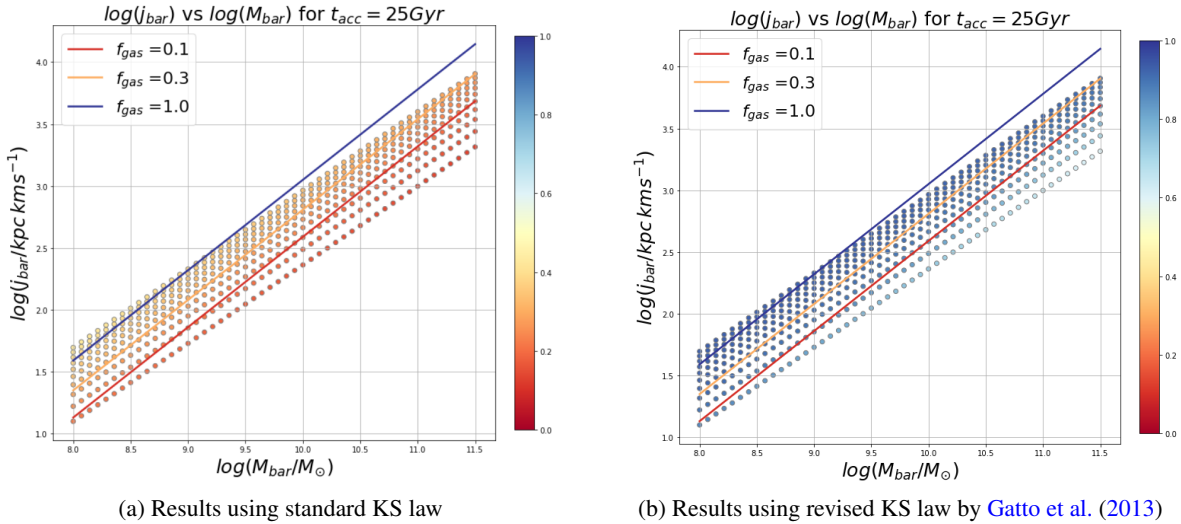 log(j_bar) vs log(M_bar) for t_acc = 25Gyr
f_gas =0.1
f_gas =0.3
f_gas =1.0
4.0
3.5
3.0
2.5
2.0
1.5
1.0
log(j_bar/kpc kms⁻¹)
8.0 8.5 9.0 9.5 10.0 10.5 11.0 11.5
log(M_bar/M_⊙)
1.0
0.8
0.6
0.4
0.2
0.0
(a) Results using standard KS law
log(j_bar) vs log(M_bar) for t_acc = 25Gyr
f_gas =0.1
f_gas =0.3
f_gas =1.0
4.0
3.5
3.0
2.5
2.0
1.5
1.0
log(j_bar/kpc kms⁻¹)
8.0 8.5 9.0 9.5 10.0 10.5 11.0 11.5
log(M_bar/M_⊙)
1.0
0.8
0.6
0.4
0.2
0.0
(b) Results using revised KS law by Gatto et al. (2013)